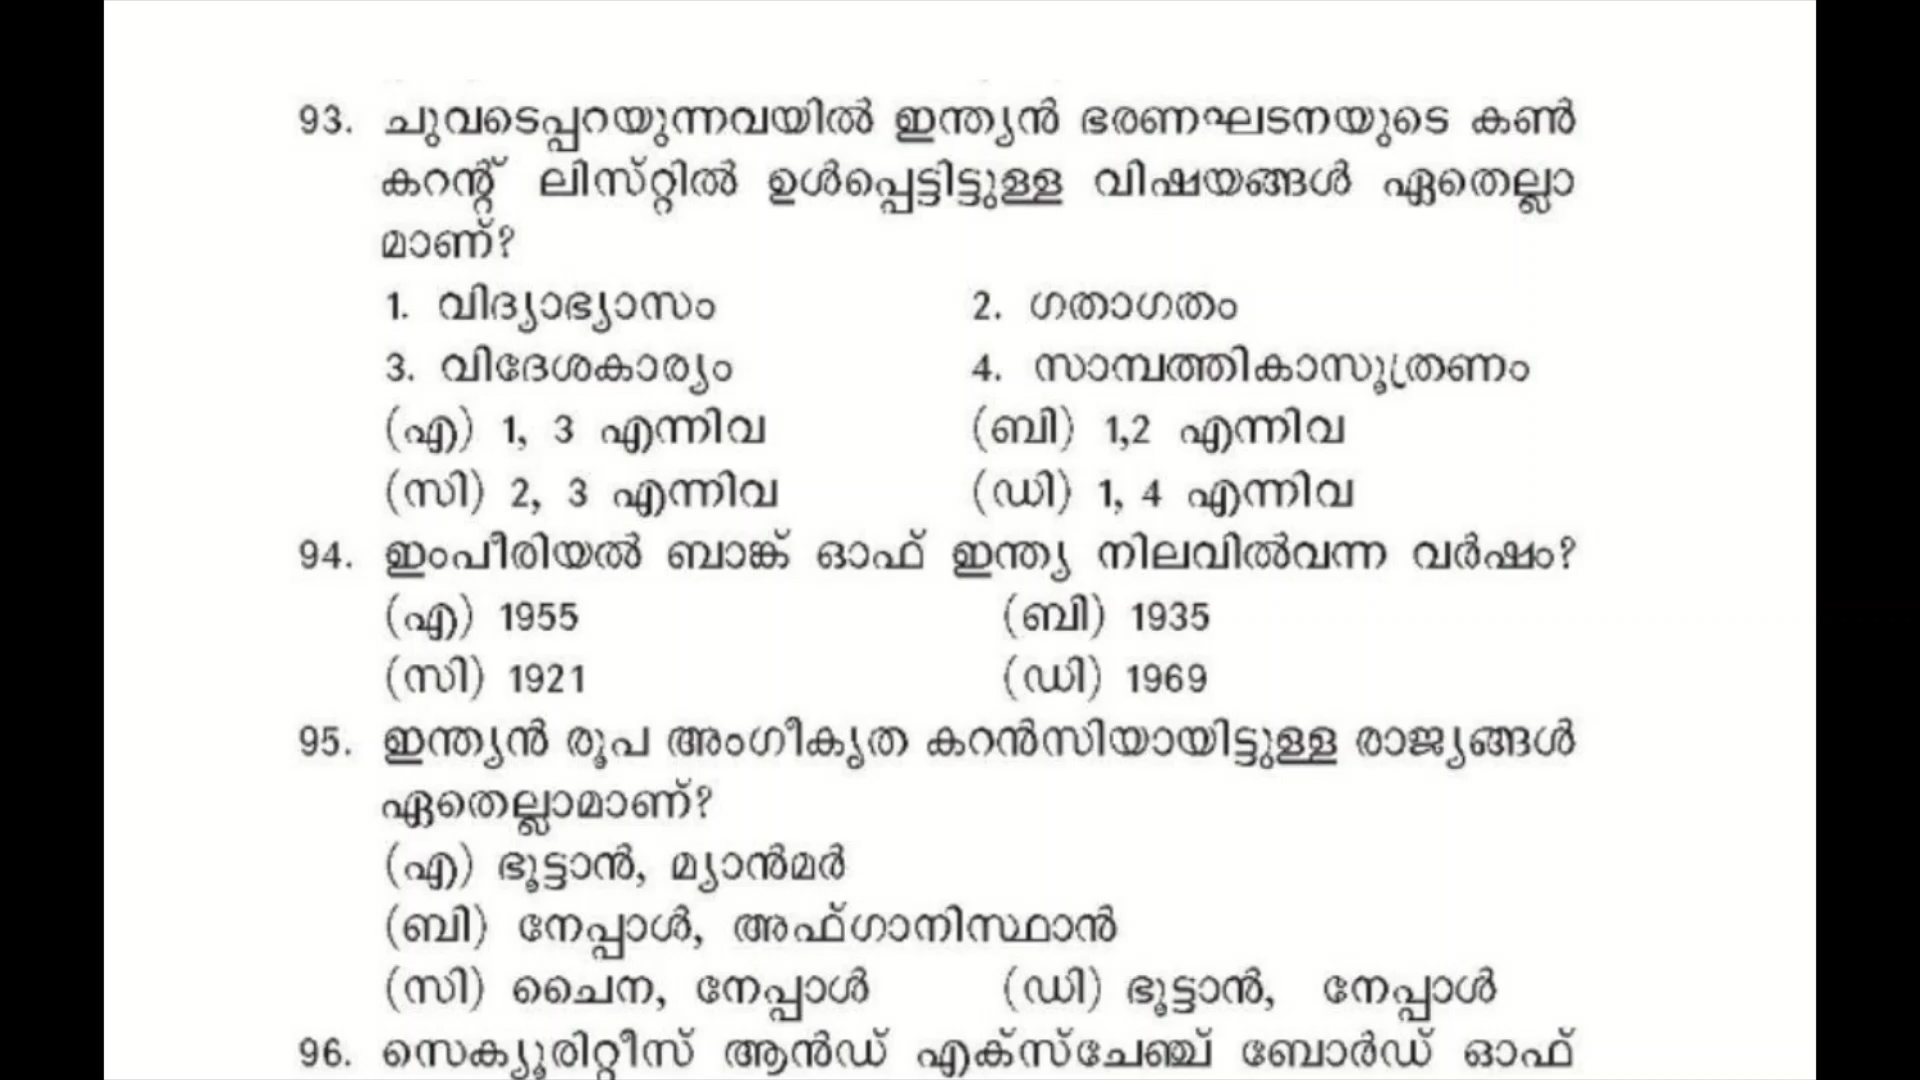 93. ചുവടെപ്പറയുന്നവയിൽ ഇന്ത്യൻ ഭരണഘടനയുടെ കൺ
കറന്റ് ലിസ്റ്റിൽ ഉൾപ്പെട്ടിട്ടുള്ള വിഷയങ്ങൾ ഏതെല്ലാ
മാണ്?
1. വിദ്യാഭ്യാസം 2. ഗതാഗതം
3. വിദേശകാര്യം 4. സാമ്പത്തികാസൂത്രണം
(എ) 1, 3 എന്നിവ (ബി) 1,2 എന്നിവ
(സി) 2, 3 എന്നിവ (ഡി) 1, 4 എന്നിവ
94. ഇംപീരിയൽ ബാങ്ക് ഓഫ് ഇന്ത്യ നിലവിൽവന്ന വർഷം?
(എ) 1955 (ബി) 1935
(സി) 1921 (ഡി) 1969
95. ഇന്ത്യൻ രൂപ അംഗീകൃത കറൻസിയായിട്ടുള്ള രാജ്യങ്ങൾ
ഏതെല്ലാമാണ്?
(എ) ഭൂട്ടാൻ, മ്യാൻമർ
(ബി) നേപ്പാൾ, അഫ്ഗാനിസ്ഥാൻ
(സി) ചൈന, നേപ്പാൾ (ഡി) ഭൂട്ടാൻ, നേപ്പാൾ
96. സെക്യൂരിറ്റീസ് ആൻഡ് എക്സ്ചേഞ്ച് ബോർഡ് ഓഫ്